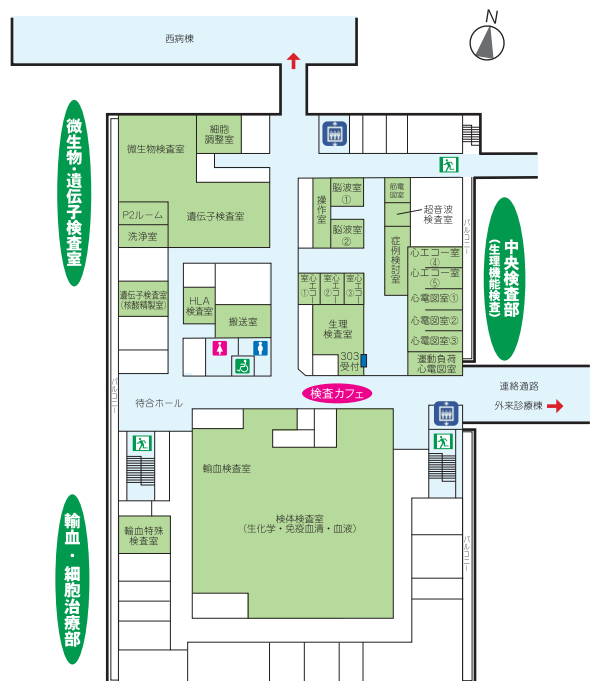 N
西病棟
微生物・遺伝子検査室
細胞
調整室
微生物検査室
P2ルーム
遺伝子検査室
洗浄室
遺伝子検査室
(核酸精製室)
HLA
検査室
搬送室
操作室
脳波室
①
脳波室
②
筋電
図室
超音波
検査室
症例検討室
バルコニー
中央検査部
(生理機能検査)
心エコー室
④
心エコー室
⑤
心エコー室①
心エコー室②
心エコー室③
心電図室①
心電図室②
心電図室③
運動負荷
心電図室
生理
検査室
303
受付
検査カフェ
連絡通路
外来診療棟
バルコニー
待合ホール
輸血検査室
検体検査室
(生化学・免疫血清・血液)
輸血特殊
検査室
輸血・細胞治療部
バルコニー